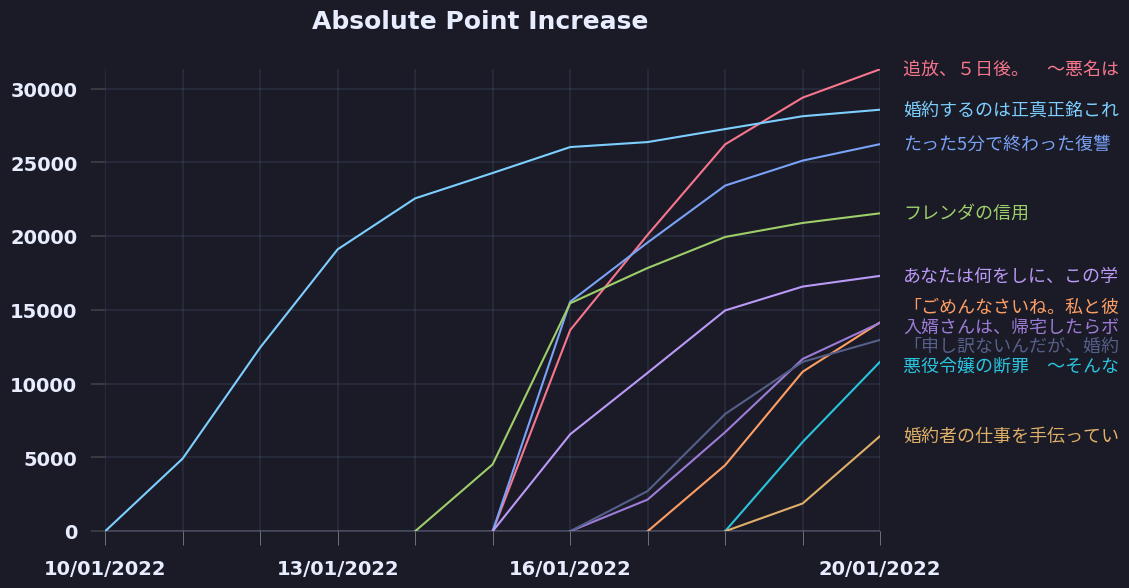 Absolute Point Increase
30000
25000
20000
15000
10000
5000
0
10/01/2022
13/01/2022
16/01/2022
20/01/2022
追放、５日後。　～悪名は
婚約するのは正真正銘これ
たった5分で終わった復讐
フレンダの信用
あなたは何をしに、この学
「ごめんなさいね。私と彼
入婿さんは、帰宅したらボ
「申し訳ないんだが、婚約
悪役令嬢の断罪　～そんな
婚約者の仕事を手伝ってい